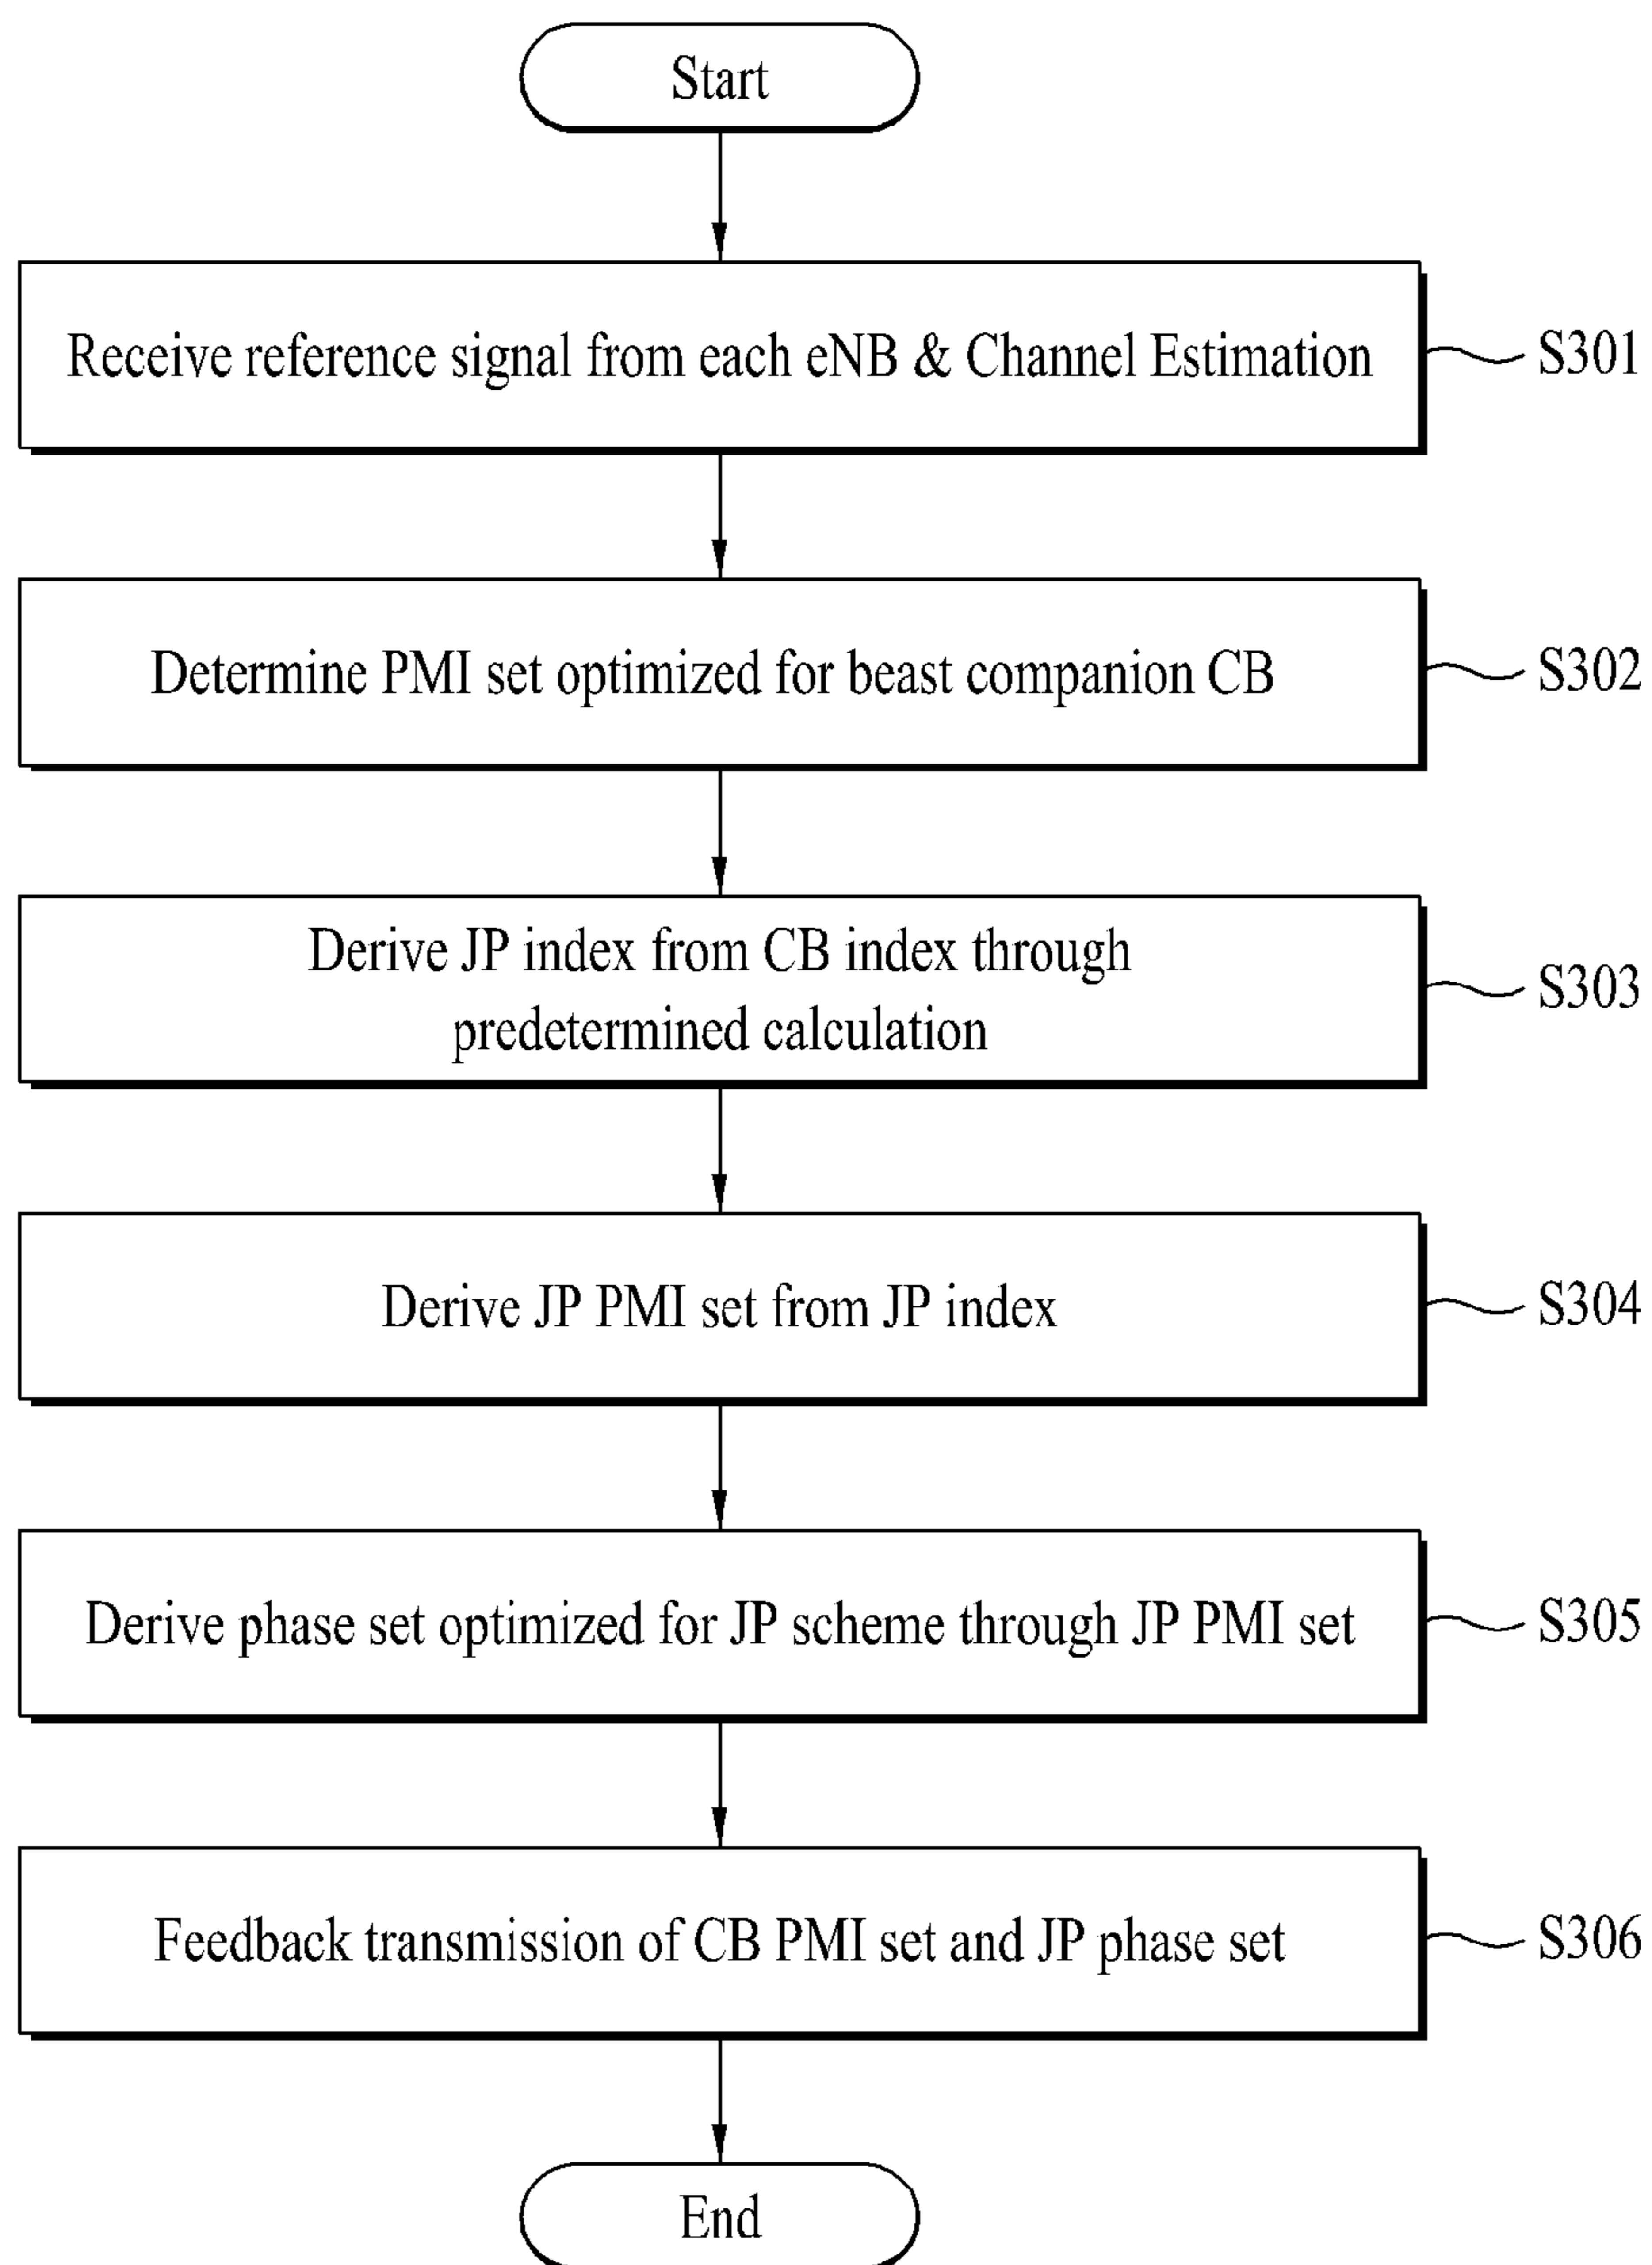 Start
Receive reference signal from each eNB & Channel Estimation
S301
Determine PMI set optimized for beast companion CB
S302
Derive JP index from CB index through
predetermined calculation
S303
Derive JP PMI set from JP index
S304
Derive phase set optimized for JP scheme through JP PMI set
S305
Feedback transmission of CB PMI set and JP phase set
S306
End